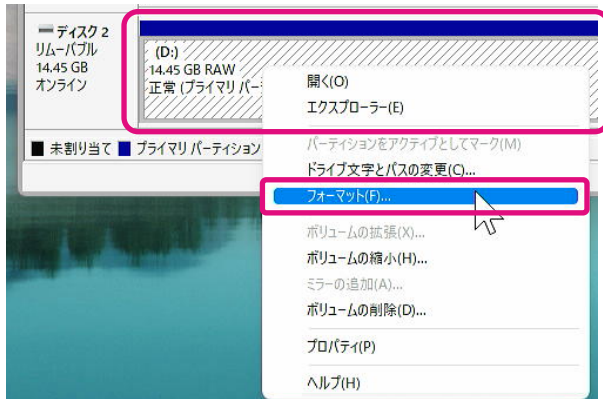 ディスク 2
リムーバブル
14.45 GB
オンライン
(D:)
14.45 GB RAW
正常 (プライマリ パー
未割り当て プライマリ パーティション
開く(O)
エクスプローラー(E)
パーティションをアクティブとしてマーク(M)
ドライブ文字とパスの変更(C)...
フォーマット(F)...
ボリュームの拡張(X)...
ボリュームの縮小(H)...
ミラーの追加(A)...
ボリュームの削除(D)...
プロパティ(P)
ヘルプ(H)